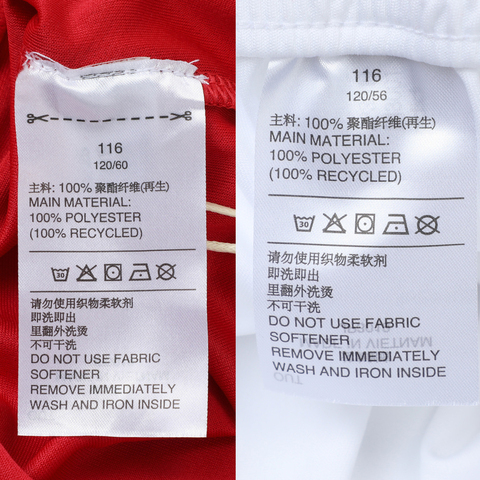 116
120/60
主料: 100% 聚酯纤维(再生)
MAIN MATERIAL:
100% POLYESTER
(100% RECYCLED)
30
请勿使用织物柔软剂
即洗即出
里翻外洗烫
不可干洗
DO NOT USE FABRIC
SOFTENER
REMOVE IMMEDIATELY
WASH AND IRON INSIDE
116
120/56
主料: 100% 聚酯纤维(再生)
MAIN MATERIAL:
100% POLYESTER
(100% RECYCLED)
30
请勿使用织物柔软剂
即洗即出
里翻外洗烫
不可干洗
DO NOT USE FABRIC
SOFTENER
REMOVE IMMEDIATELY
WASH AND IRON INSIDE
OUT